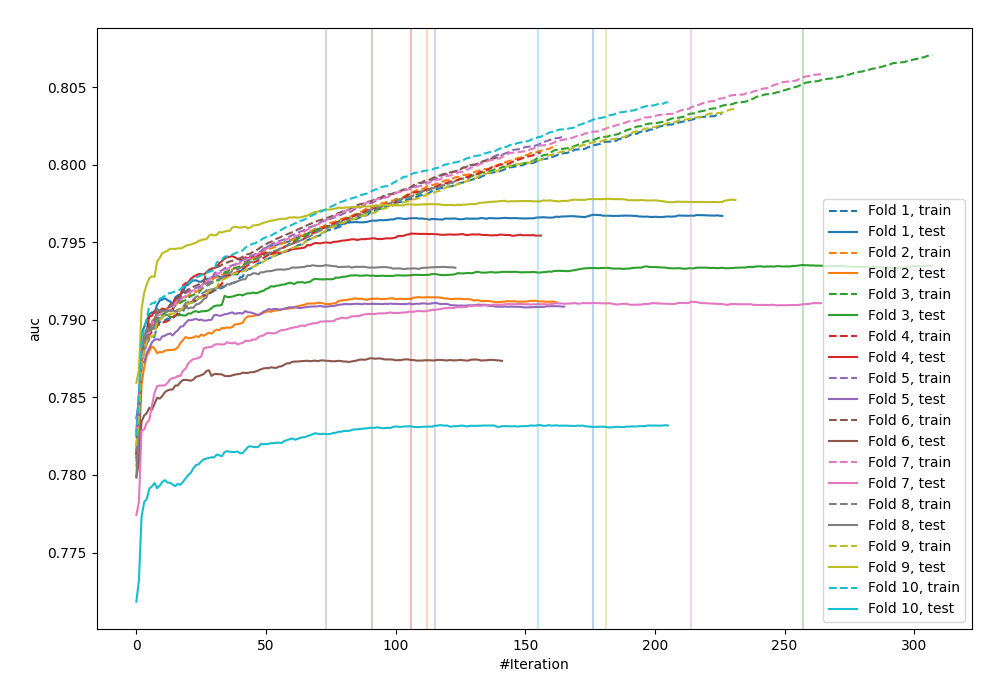 0.805
0.800
0.795
0.790
0.785
0.780
0.775
auc
0
50
100
150
200
250
300
#Iteration
Fold 1, train
Fold 1, test
Fold 2, train
Fold 2, test
Fold 3, train
Fold 3, test
Fold 4, train
Fold 4, test
Fold 5, train
Fold 5, test
Fold 6, train
Fold 6, test
Fold 7, train
Fold 7, test
Fold 8, train
Fold 8, test
Fold 9, train
Fold 9, test
Fold 10, train
Fold 10, test